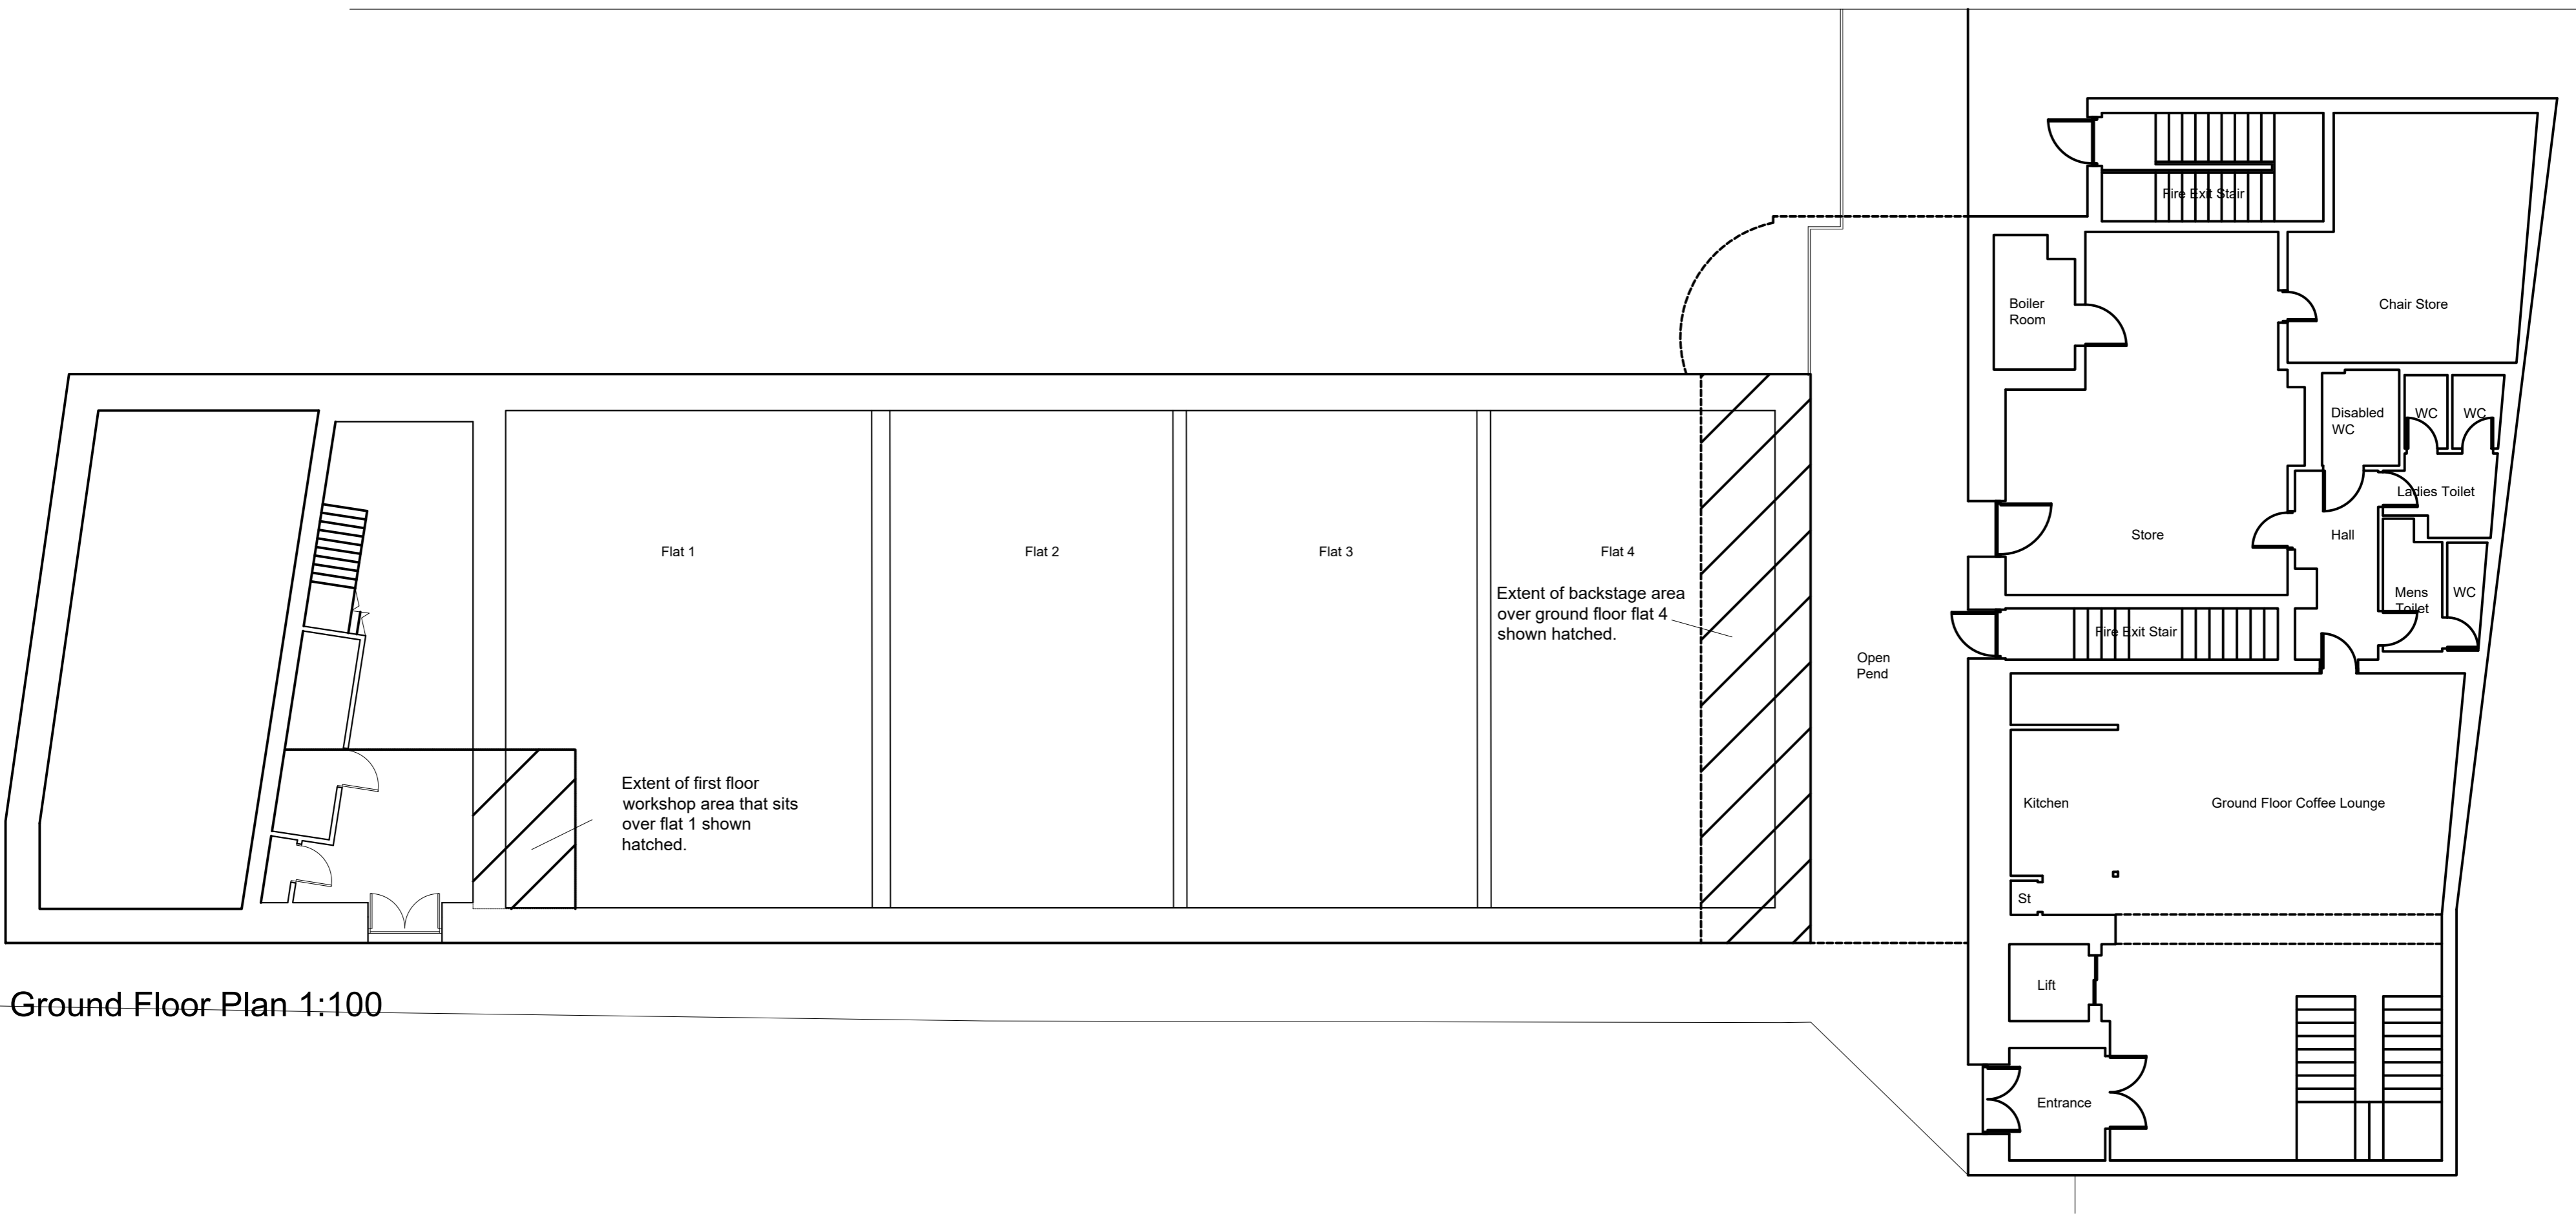 Fire Exit Stair
Boiler
Room
Chair Store
Disabled
WC
WC
WC
Ladies Toilet
Store
Hall
Flat 1
Flat 2
Flat 3
Flat 4
Extent of backstage area
over ground floor flat 4
shown hatched.
Mens
Toilet
WC
Fire Exit Stair
Open
Pend
Extent of first floor
workshop area that sits
over flat 1 shown
hatched.
Kitchen
Ground Floor Coffee Lounge
St
Lift
Ground Floor Plan 1:100
Entrance